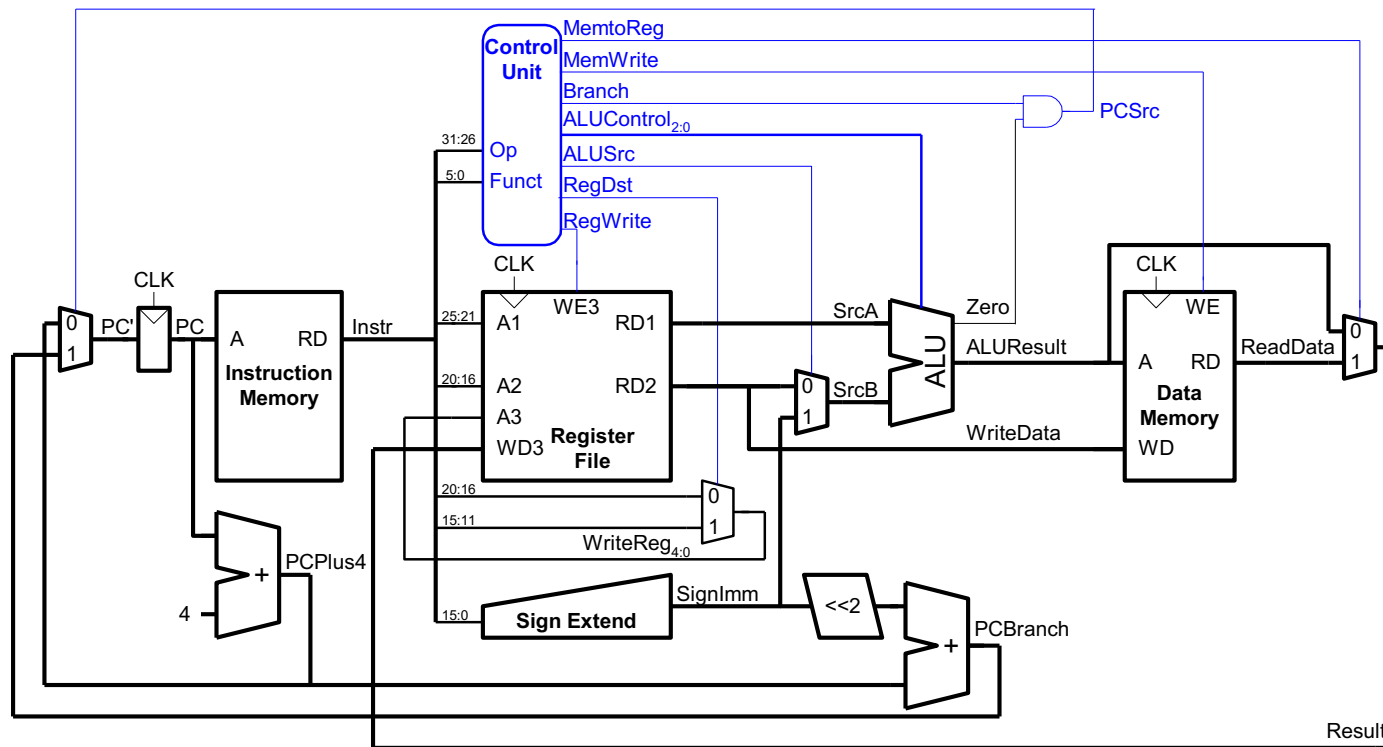 MemtoReg
Control
Unit
MemWrite
Branch
PCSrc
ALUControl2:0
31:26
Op
ALUSrc
5:0
Funct
RegDst
RegWrite
CLK
CLK
CLK
0
1
PC'
PC
A
RD
Instruction
Memory
Instr
25:21
A1
WE3
RD1
SrcA
Zero
ALU
ALUResult
WE
A
RD
Data
Memory
WD
ReadData
0
1
20:16
A2
RD2
0
1
SrcB
A3
WD3
Register
File
WriteData
20:16
0
15:11
1
WriteReg4:0
PCPlus4
+
4
SignImm
<<2
15:0
Sign Extend
PCBranch
+
Result